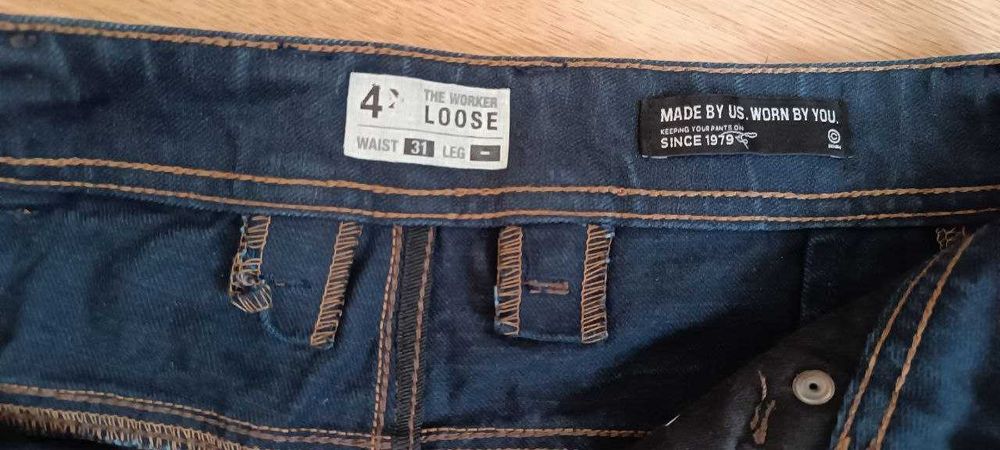 4
THE WORKER
LOOSE
WAIST 31 LEG -
MADE BY US. WORN BY YOU.
KEEPING YOUR PANTS ON
SINCE 1979
©